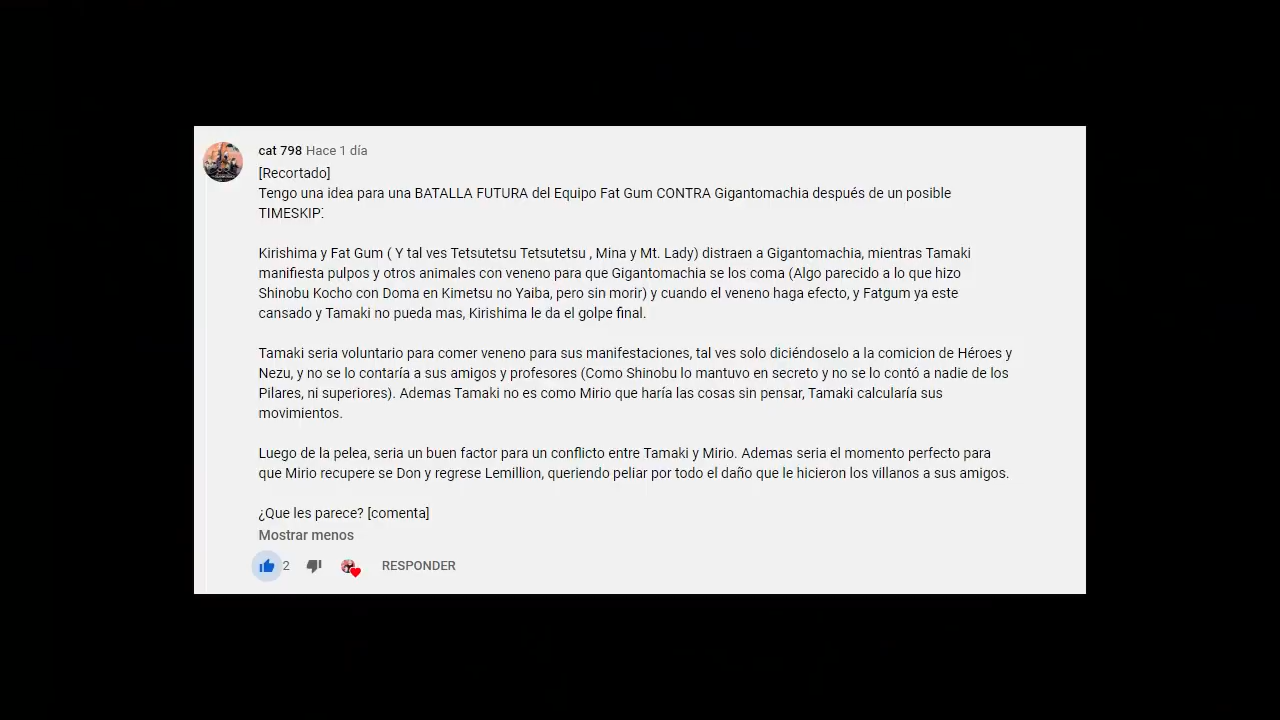 cat 798 Hace 1 día
[Recortado]
Tengo una idea para una BATALLA FUTURA del Equipo Fat Gum CONTRA Gigantomachia después de un posible
TIMESKIP:
Kirishima y Fat Gum ( Y tal ves Tetsutetsu Tetsutetsu , Mina y Mt. Lady) distraen a Gigantomachia, mientras Tamaki
manifiesta pulpos y otros animales con veneno para que Gigantomachia se los coma (Algo parecido a lo que hizo
Shinobu Kocho con Doma en Kimetsu no Yaiba, pero sin morir) y cuando el veneno haga efecto, y Fatgum ya este
cansado y Tamaki no pueda mas, Kirishima le da el golpe final.
Tamaki seria voluntario para comer veneno para sus manifestaciones, tal ves solo diciéndoselo a la comicion de Héroes y
Nezu, y no se lo contaría a sus amigos y profesores (Como Shinobu lo mantuvo en secreto y no se lo contó a nadie de los
Pilares, ni superiores). Ademas Tamaki no es como Mirio que haría las cosas sin pensar, Tamaki calcularía sus
movimientos.
Luego de la pelea, seria un buen factor para un conflicto entre Tamaki y Mirio. Ademas seria el momento perfecto para
que Mirio recupere se Don y regrese Lemillion, queriendo peliar por todo el daño que le hicieron los villanos a sus amigos.
¿Que les parece? [comenta]
Mostrar menos
2 RESPONDER